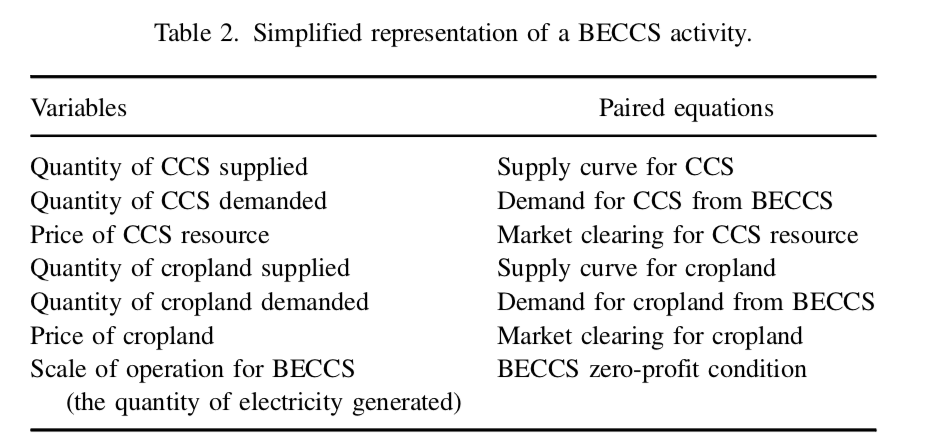 Table 2. Simplified representation of a BECCS activity.
Variables Paired equations
Quantity of CCS supplied Supply curve for CCS
Quantity of CCS demanded Demand for CCS from BECCS
Price of CCS resource Market clearing for CCS resource
Quantity of cropland supplied Supply curve for cropland
Quantity of cropland demanded Demand for cropland from BECCS
Price of cropland Market clearing for cropland
Scale of operation for BECCS BECCS zero-profit condition
(the quantity of electricity generated)